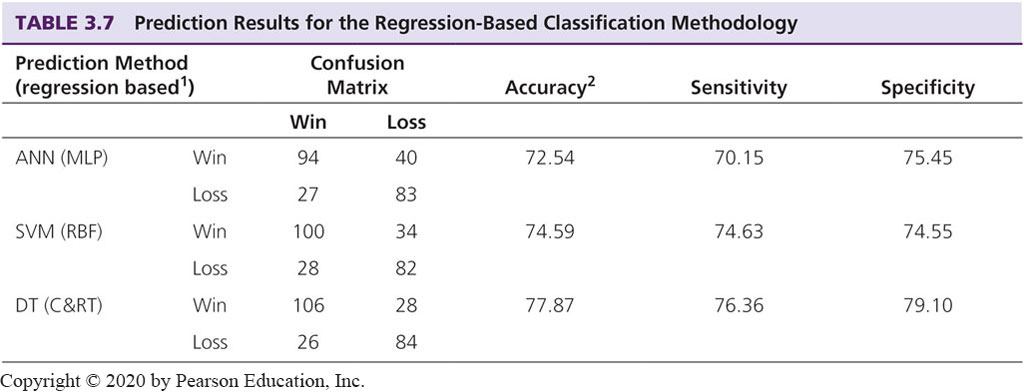 TABLE 3.7 Prediction Results for the Regression-Based Classification Methodology
Prediction Method Confusion
(regression based1) Matrix Accuracy2 Sensitivity Specificity
Win Loss
ANN (MLP) Win 94 40 72.54 70.15 75.45
Loss 27 83
SVM (RBF) Win 100 34 74.59 74.63 74.55
Loss 28 82
DT (C&RT) Win 106 28 77.87 76.36 79.10
Loss 26 84
Copyright © 2020 by Pearson Education, Inc.